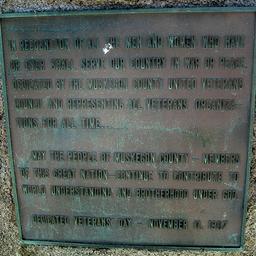 IN RECOGNITION OF ALL THE MEN AND WOMEN WHO HAVE
OR EVER SHALL SERVE OUR COUNTRY IN WAR OR PEACE.
DEDICATED BY THE MUSKEGON COUNTY UNITED VETERANS
COUNCIL AND REPRESENTING ALL VETERANS ORGANIZA-
TIONS FOR ALL TIME.
MAY THE PEOPLE OF MUSKEGON COUNTY - MEMBERS
OF THIS GREAT NATION - CONTINUE TO CONTRIBUTE TO
WORLD UNDERSTANDING AND BROTHERHOOD UNDER GOD.
DEDICATED VETERANS' DAY - NOVEMBER 11,